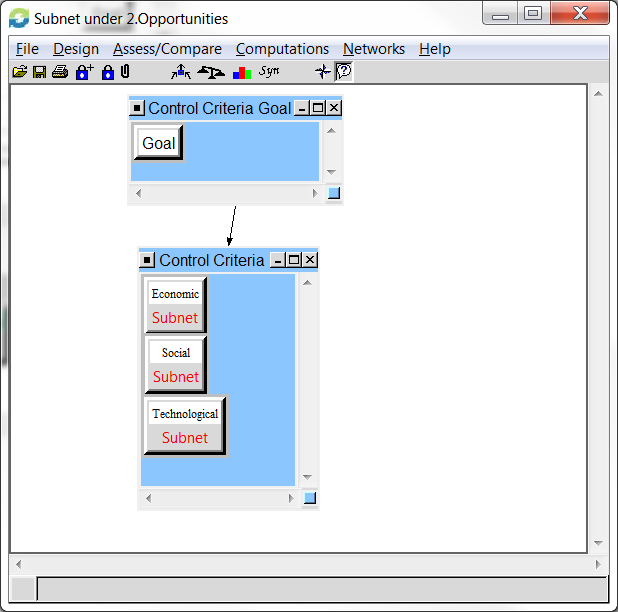 Subnet under 2.Opportunities
File Design Assess/Compare Computations Networks Help
Syn
Control Criteria Goal
Goal
Control Criteria
Economic
Subnet
Social
Subnet
Technological
Subnet